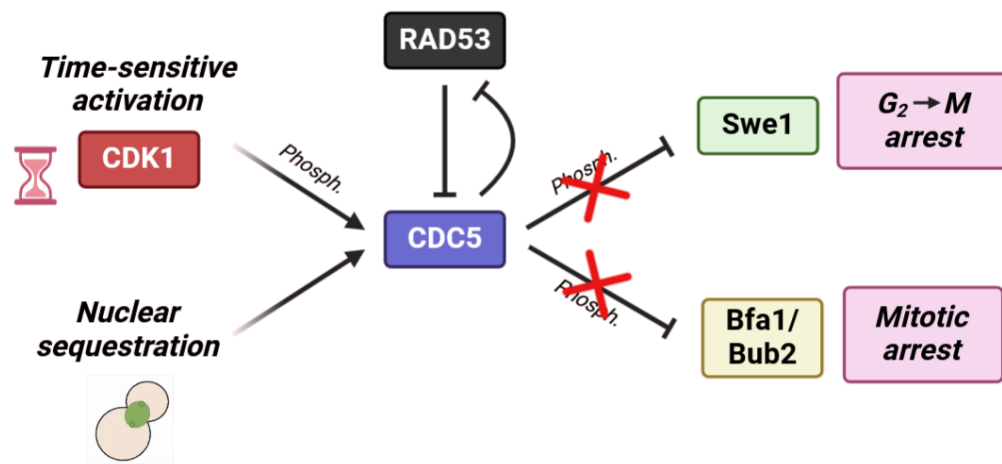 RAD53
Time-sensitive
activation
CDK1
Phosph.
CDC5
Nuclear
sequestration
Phosph.
Swe1
G₂→M
arrest
Phosph.
Bfa1/
Bub2
Mitotic
arrest